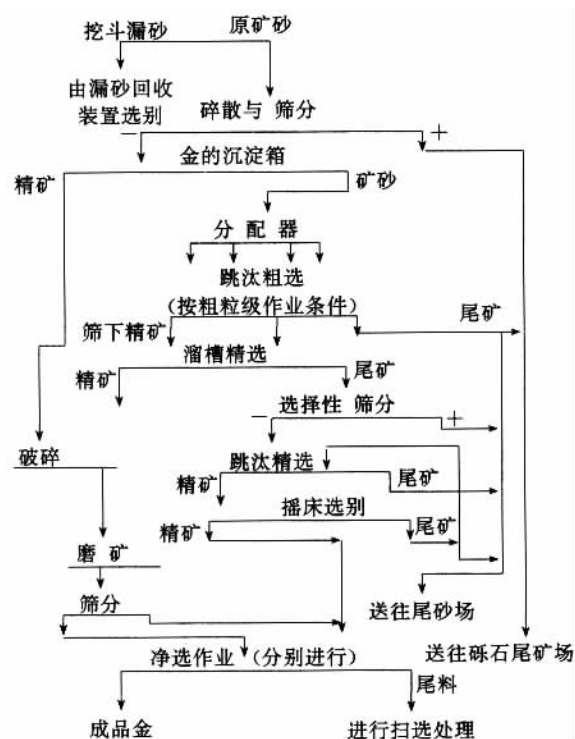 挖斗漏砂 原矿砂
由漏砂回收
装置选别
碎散与 筛分
— +
金的沉淀箱
精矿 矿砂
分 配 器
跳汰粗选
(按粗粒级作业条件) 尾矿
筛下精矿
溜槽精选
精矿 尾矿
选择性 筛分
— +
破碎 跳汰精选
精矿 尾矿
摇床选别
精矿 尾矿
磨 矿
筛分 送往尾砂场
净选作业 (分别进行) 送往砾石尾矿场
尾料
成品金 进行扫选处理